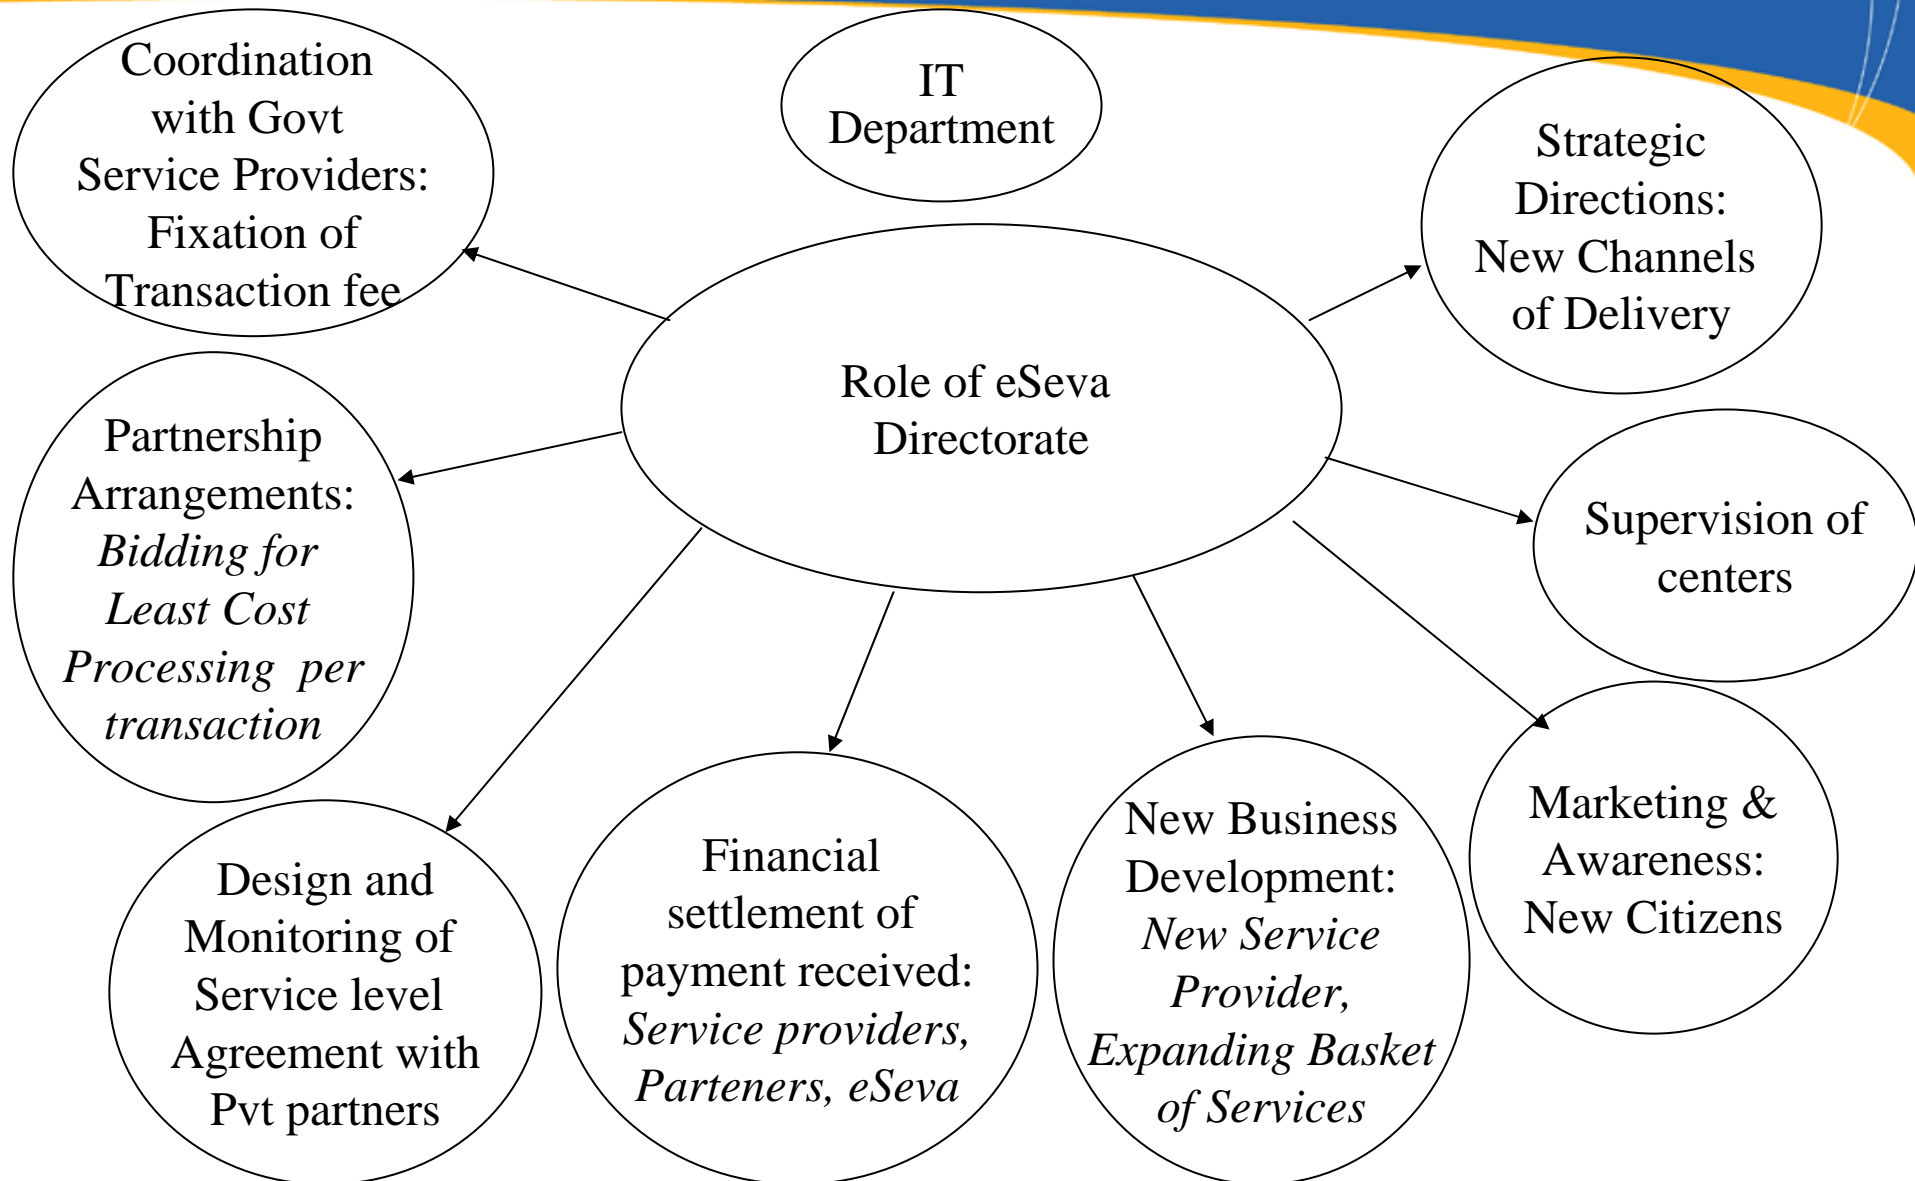 Coordination
with Govt
Service Providers:
Fixation of
Transaction fee
IT
Department
Strategic
Directions:
New Channels
of Delivery
Role of eSeva
Directorate
Partnership
Arrangements:
Bidding for
Least Cost
Processing per
transaction
Supervision of
centers
Design and
Monitoring of
Service level
Agreement with
Pvt partners
Financial
settlement of
payment received:
Service providers,
Parteners, eSeva
New Business
Development:
New Service
Provider,
Expanding Basket
of Services
Marketing &
Awareness:
New Citizens